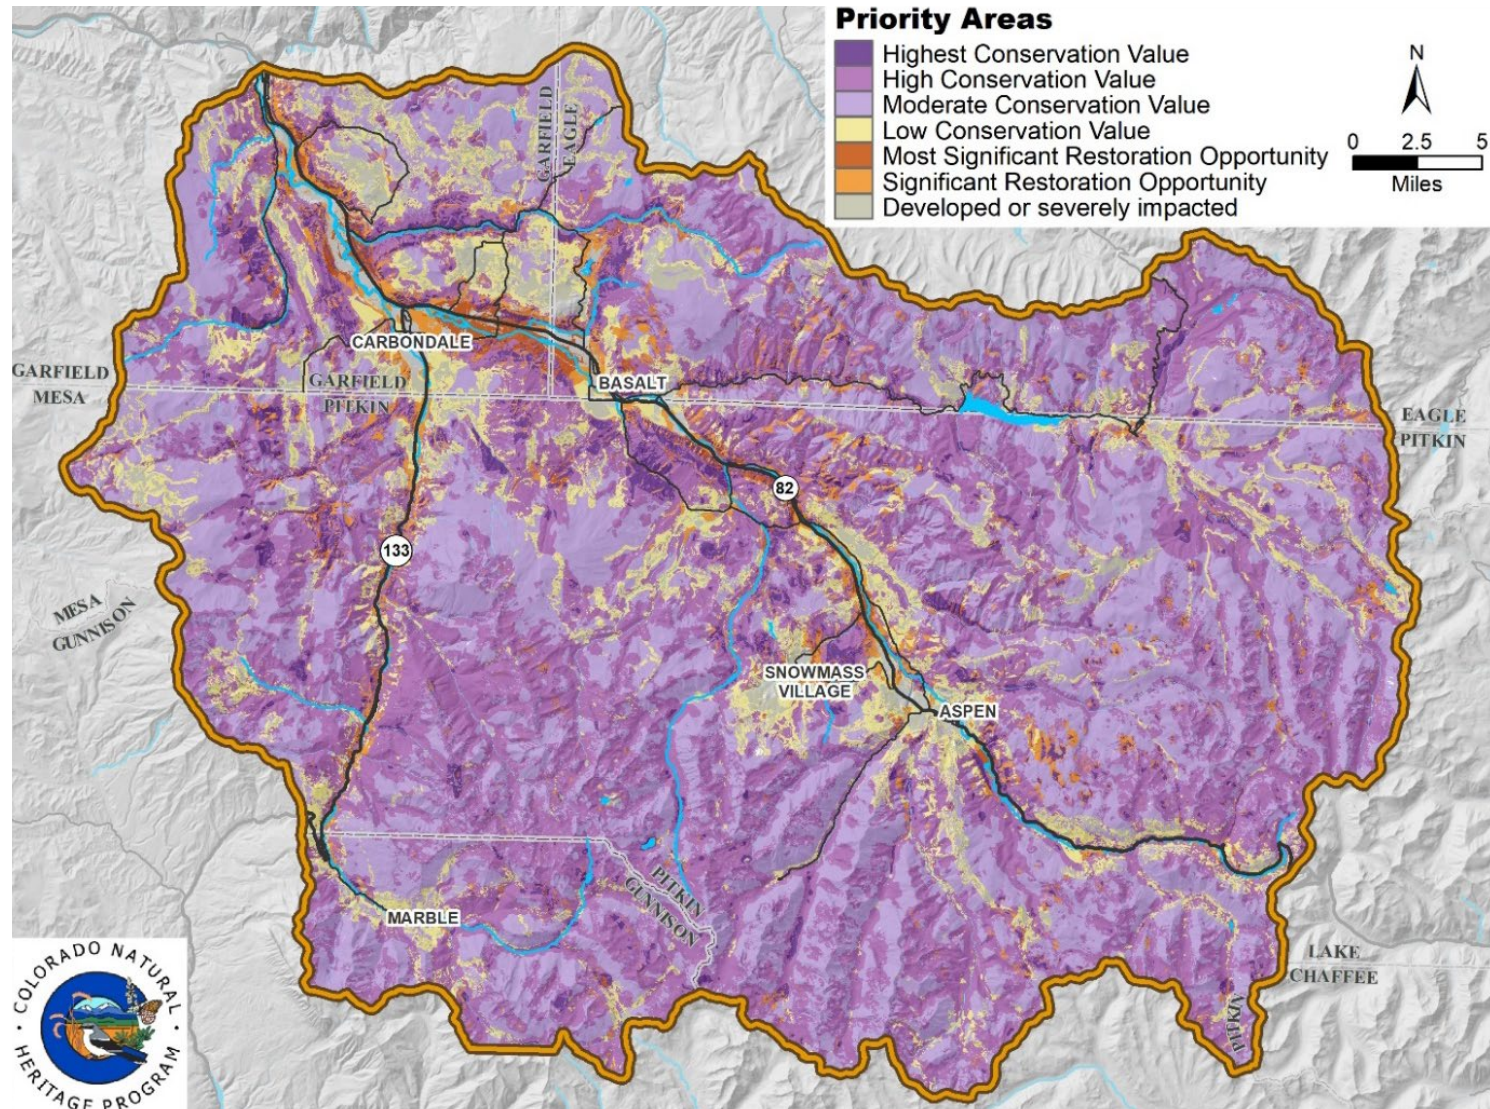 Priority Areas
Highest Conservation Value
High Conservation Value
Moderate Conservation Value
Low Conservation Value
Most Significant Restoration Opportunity
Significant Restoration Opportunity
Developed or severely impacted
N
0 2.5 5
Miles
GARFIELD
EAGLE
CARBONDALE
GARFIELD
MESA
GARFIELD
PITKIN
BASALT
EAGLE
PITKIN
82
133
MESA
GUNNISON
SNOWMASS
VILLAGE
ASPEN
PITKIN
GUNNISON
MARBLE
LAKE
CHAFFEE
PITKIN
COLORADO NATURAL
HERITAGE PROGRAM